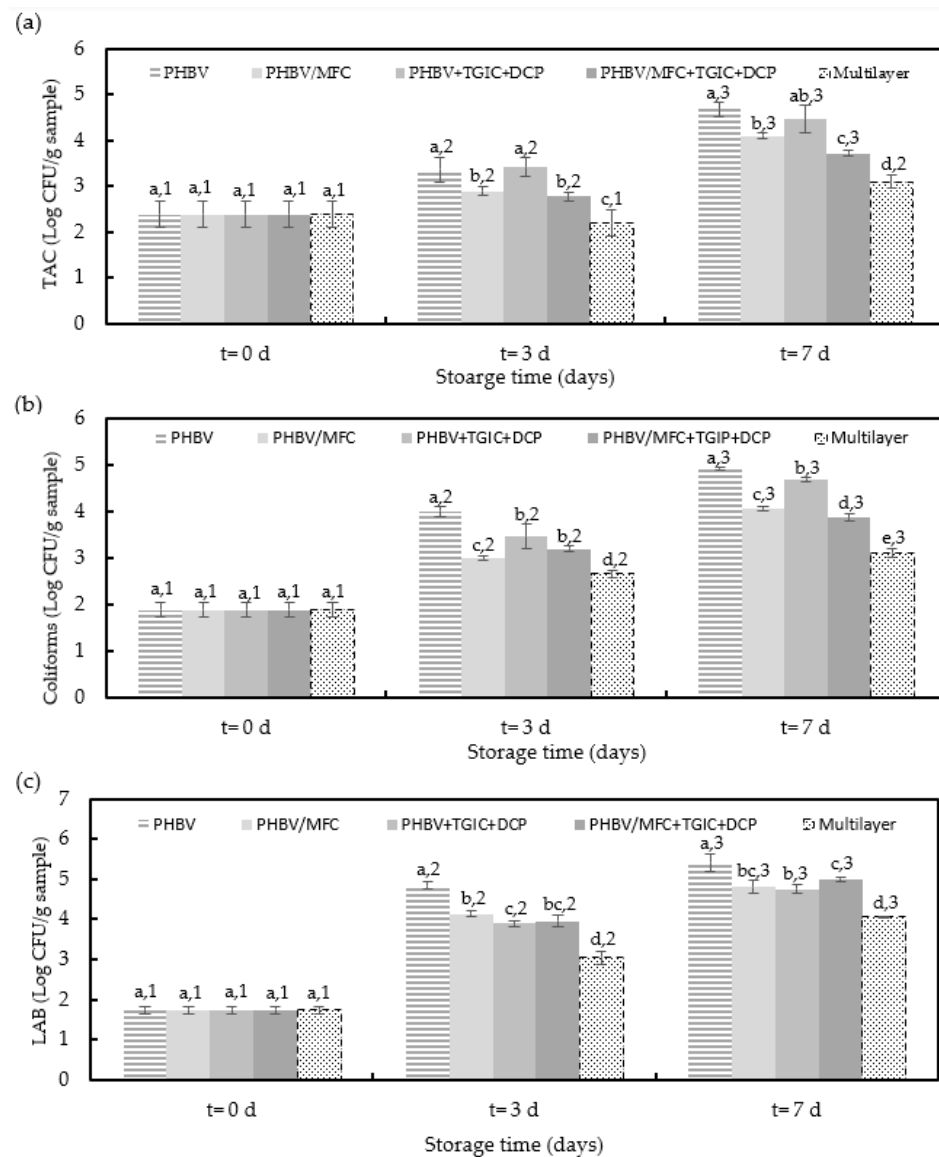 (a)
6
PHBV PHBV/MFC PHBV+TGIC+DCP PHBV/MFC+TGIC+DCP Multilayer
a,3 b,3 ab,3 c,3 d,2
5
a,2 b,2 a,2 b,2 c,1
4
a,1 a,1 a,1 a,1 a,1
3
2
1
0
TAC (Log CFU/g sample)
t= 0 d t= 3 d t= 7 d
Stoarge time (days)
(b)
6
PHBV PHBV/MFC PHBV+TGIC+DCP PHBV/MFC+TGIP+DCP Multilayer
a,3 c,3 b,3 d,3 e,3
5
a,2 c,2 b,2 b,2 d,2
4
3
a,1 a,1 a,1 a,1 a,1
2
1
0
Coliforms (Log CFU/g sample)
t= 0 d t= 3 d t= 7 d
Storage time (days)
(c)
7
PHBV PHBV/MFC PHBV+TGIC+DCP PHBV/MFC+TGIC+DCP Multilayer
6
a,3 bc,3 b,3 c,3 d,3
5
a,2 b,2 c,2 bc,2 d,2
4
3
a,1 a,1 a,1 a,1 a,1
2
1
0
LAB (Log CFU/g sample)
t= 0 d t= 3 d t= 7 d
Storage time (days)